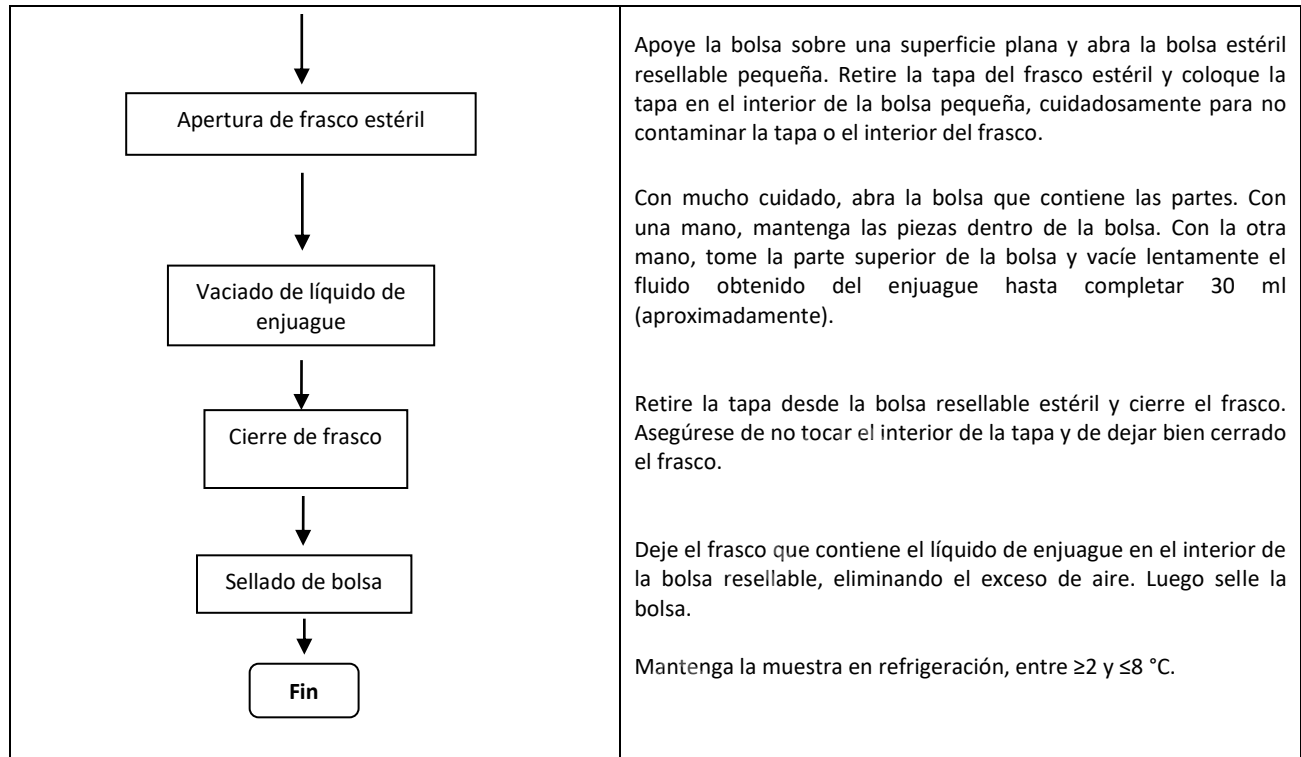 Apertura de frasco estéril
Vaciado de líquido de
enjuague
Cierre de frasco
Sellado de bolsa
Fin
Apoye la bolsa sobre una superficie plana y abra la bolsa estéril
resellable pequeña. Retire la tapa del frasco estéril y coloque la
tapa en el interior de la bolsa pequeña, cuidadosamente para no
contaminar la tapa o el interior del frasco.
Con mucho cuidado, abra la bolsa que contiene las partes. Con
una mano, mantenga las piezas dentro de la bolsa. Con la otra
mano, tome la parte superior de la bolsa y vacíe lentamente el
fluido obtenido del enjuague hasta completar 30 ml
(aproximadamente).
Retire la tapa desde la bolsa resellable estéril y cierre el frasco.
Asegúrese de no tocar el interior de la tapa y de dejar bien cerrado
el frasco.
Deje el frasco que contiene el líquido de enjuague en el interior de
la bolsa resellable, eliminando el exceso de aire. Luego selle la
bolsa.
Mantenga la muestra en refrigeración, entre ≥2 y ≤8 °C.